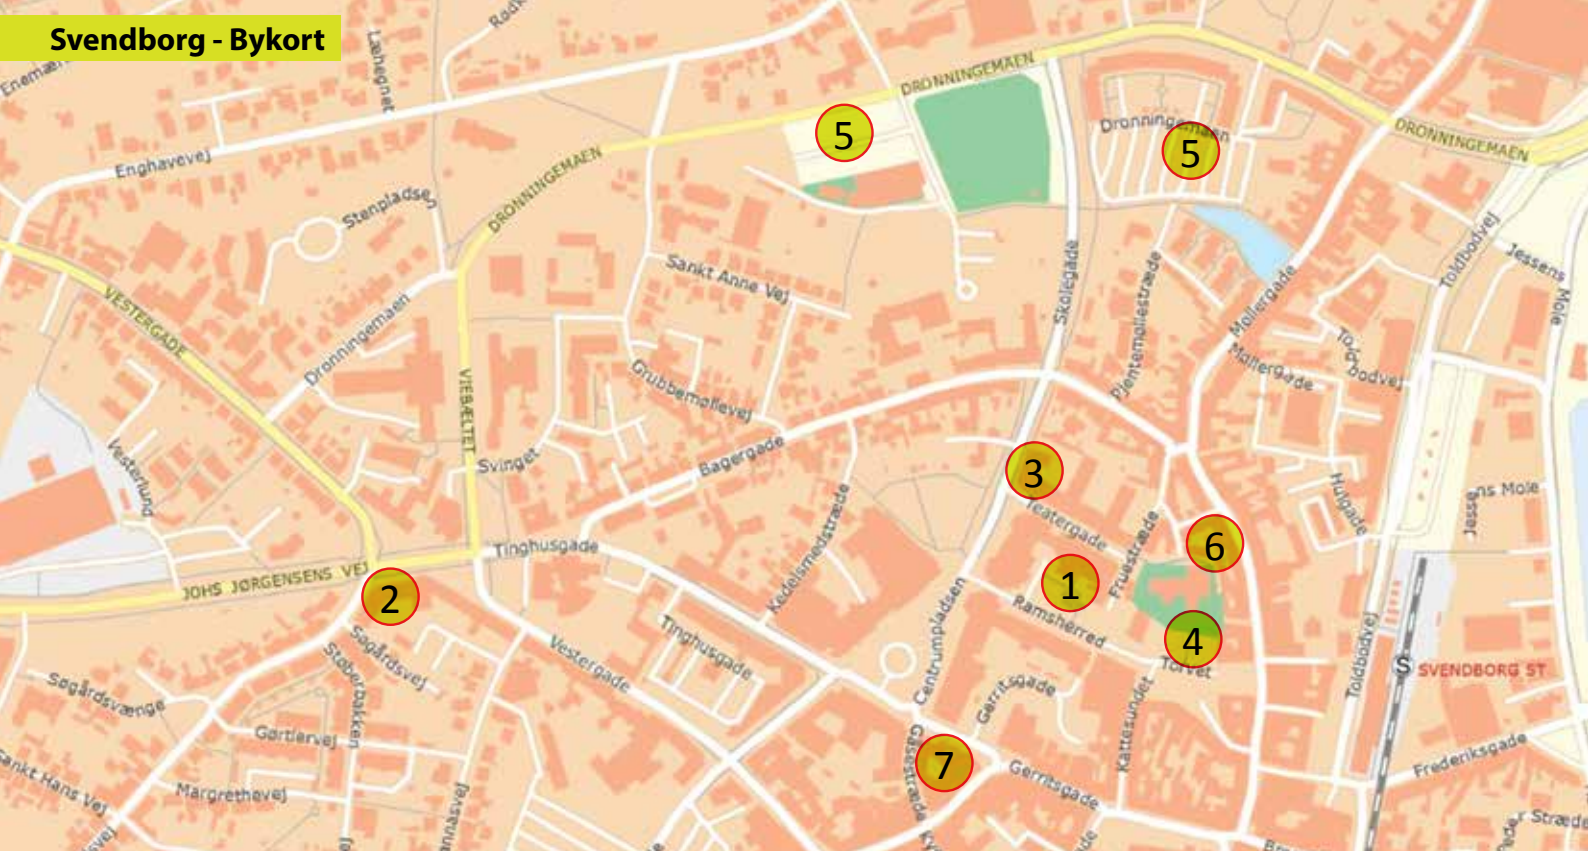 Svendborg - Bykort
Læhegnet
DRONNINGEMAEN
5
Dronningemaen
5
DRONNINGEMAEN
Enghavevej
DRONNINGEMAEN
Stenpladsen
Toldbodvej
Jessens Mole
Skolegade
Sankt Anne Vej
Pjentemøllestræde
Møllergade
VESTERGADE
Dronningemaen
Toldbodvej
Møllergade
VIEBÆLTET
Grubbemøllevej
Vesterlund
Svinget
Bagergade
3
Hulgade
Jessens Mole
Teatergade
Kedelsmedstræde
Fruestræde
6
Tinghusgade
JOHS JØRGENSENS VEJ
2
1
Ramsherred
Centrumpladsen
4
Torvet
Toldbodvej
S SVENDBORG ST
Søgårdsvej
Støberbakken
Vestergade
Tinghusgade
Gerritsgade
Søgårdsvænge
Kattesundet
Gørtlervej
Gåsestræde
7
Gerritsgade
Frederiksgade
Sankt Hans Vej
Margrethevej
Stræde